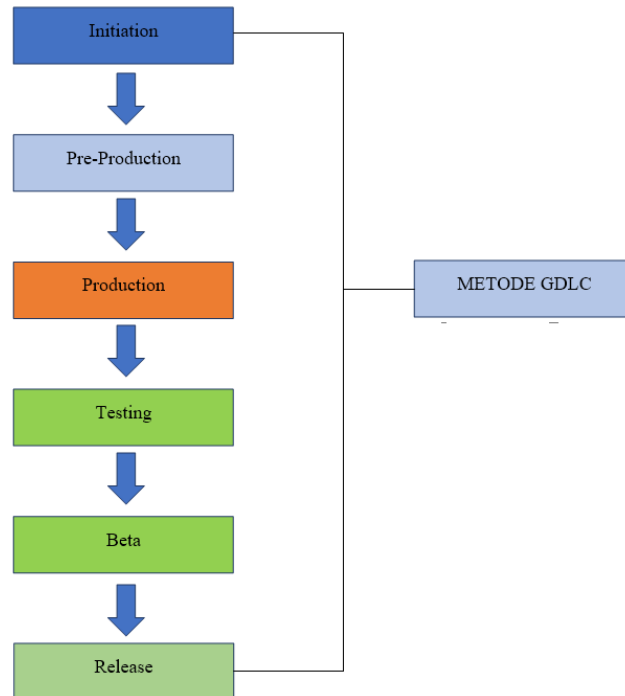 Initiation
Pre-Production
Production
METODE GDLC
Testing
Beta
Release